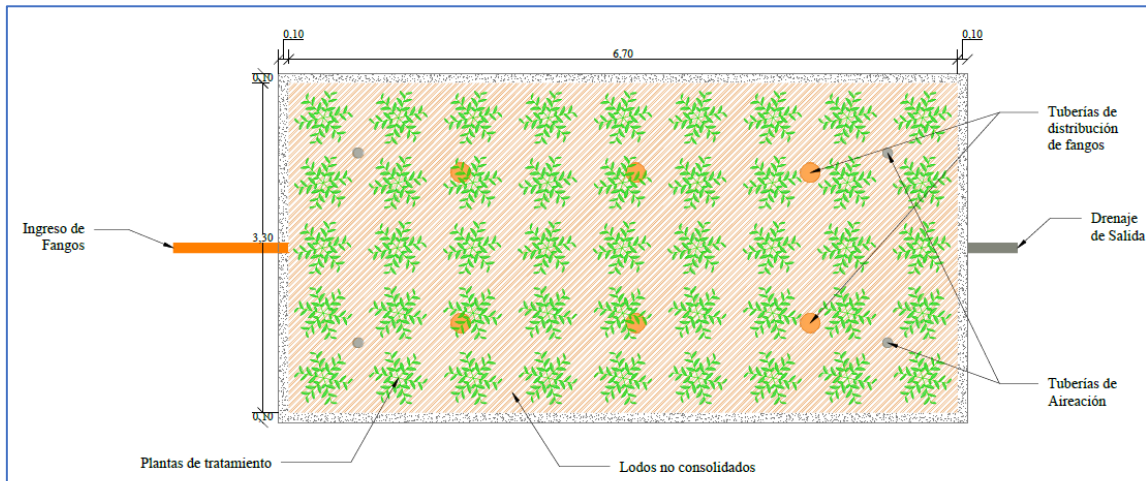 0,10
0,10
6,70
0,10
Tuberías de
distribución
de fangos
Ingreso de
Fangos
3,30
Drenaje
de Salida
Tuberías de
Aireación
0,10
Plantas de tratamiento
Lodos no consolidados